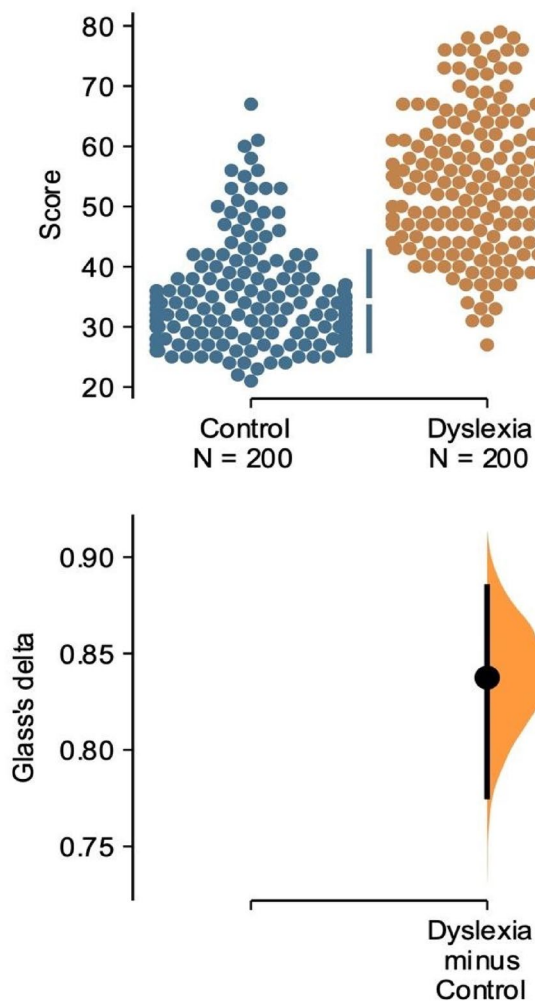 80
70
60
50
40
30
20
Score
Control
N = 200
Dyslexia
N = 200
0.90
0.85
0.80
0.75
Glass's delta
Dyslexia
minus
Control